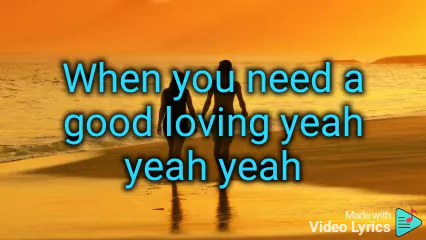 When you need a
good loving yeah
yeah yeah
Made with
Video Lyrics